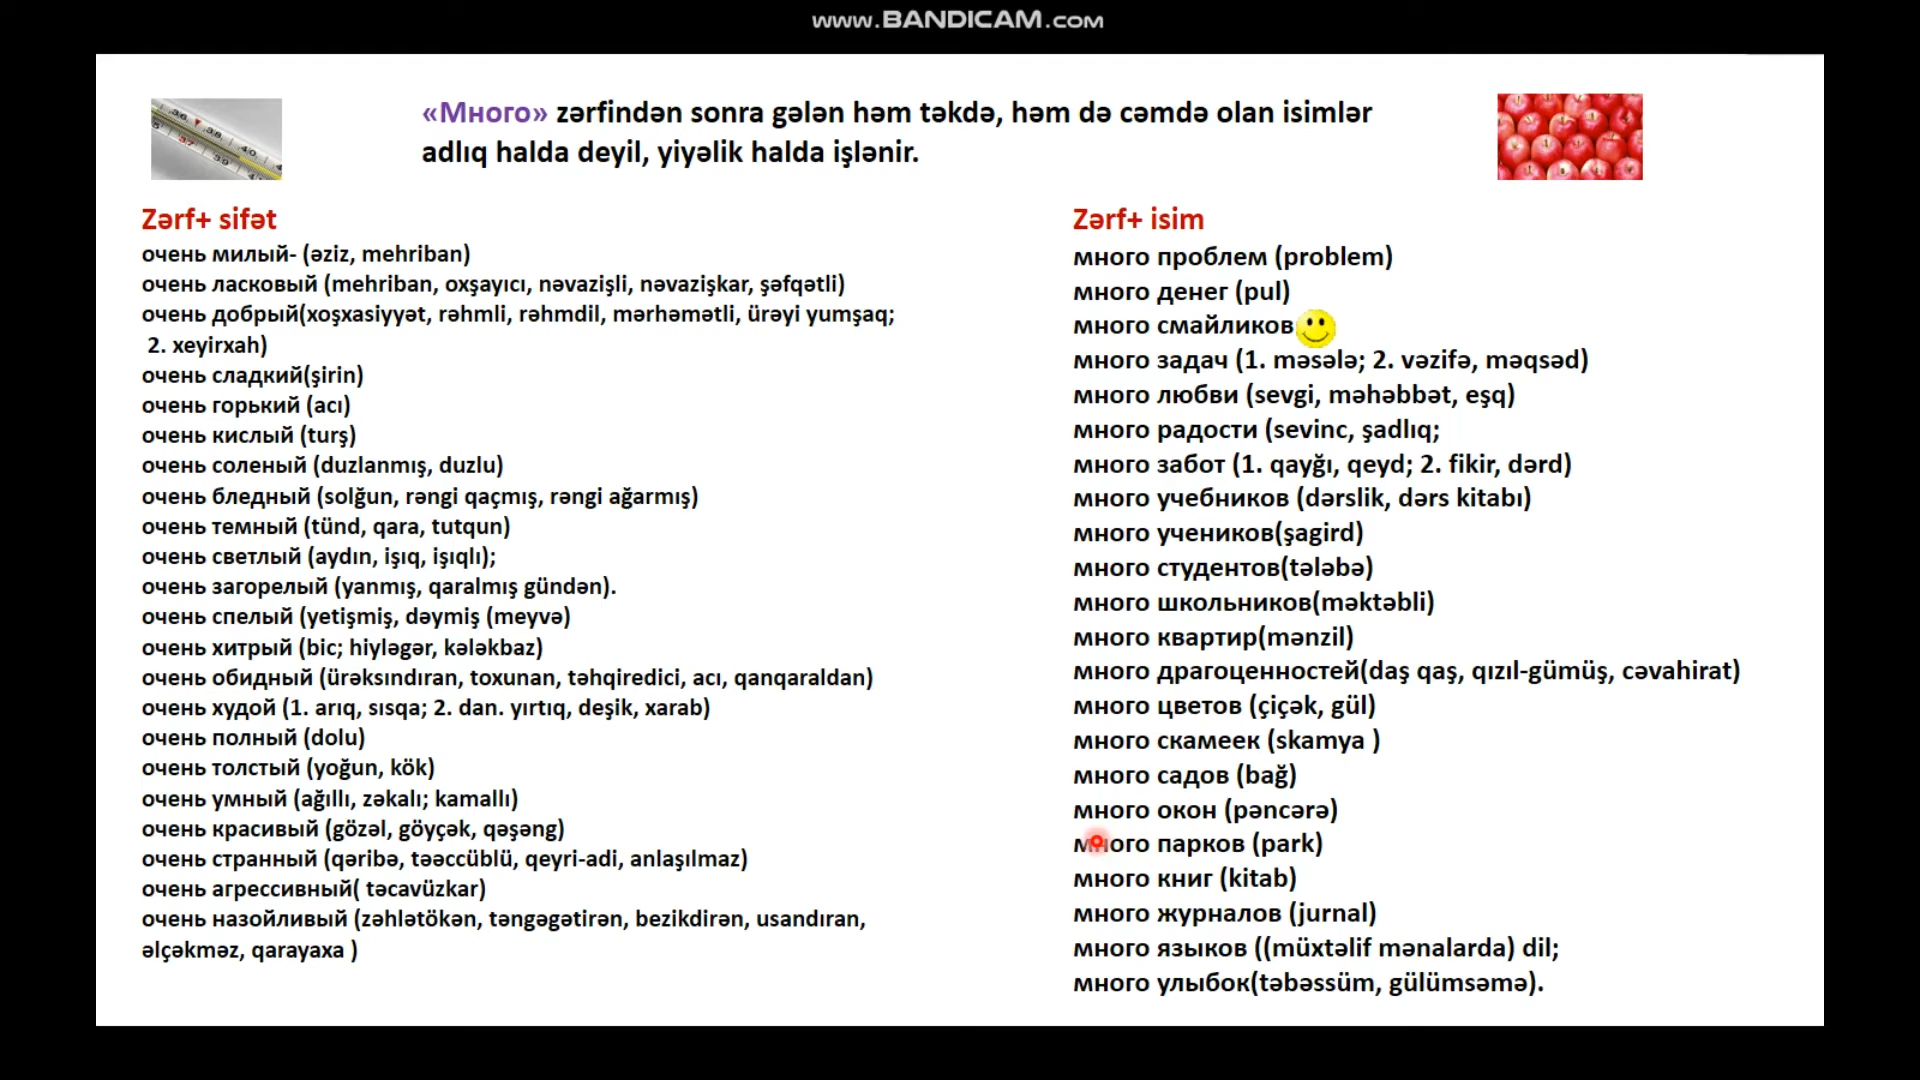 www.BANDICAM.com
«Много» zərfindən sonra gələn həm təkdə, həm də cəmdə olan isimlər
adlıq halda deyil, yiyəlik halda işlənir.
Zərf+ sifət
очень милый- (əziz, mehriban)
очень ласковый (mehriban, oxşayıcı, nəvazişli, nəvazişkar, şəfqətli)
очень добрый(xoşxasiyyət, rəhmli, rəhmdil, mərhəmətli, ürəyi yumşaq;
2. xeyirxah)
очень сладкий(şirin)
очень горький (acı)
очень кислый (turş)
очень соленый (duzlanmış, duzlu)
очень бледный (solğun, rəngi qaçmış, rəngi ağarmış)
очень темный (tünd, qara, tutqun)
очень светлый (aydın, işıq, işıqlı);
очень загорелый (yanmış, qaralmış gündən).
очень спелый (yetişmiş, dəymiş (meyvə)
очень хитрый (bic; hiyləgər, kələkbaz)
очень обидный (ürəksındıran, toxunan, təhqiredici, acı, qanqaraldan)
очень худой (1. arıq, sısqa; 2. dan. yırtıq, deşik, xarab)
очень полный (dolu)
очень толстый (yoğun, kök)
очень умный (ağıllı, zəkalı; kamallı)
очень красивый (gözəl, göyçək, qəşəng)
очень странный (qəribə, təəccüblü, qeyri-adi, anlaşılmaz)
очень агрессивный( təcavüzkar)
очень назойливый (zəhlətökən, təngəgətirən, bezikdirən, usandıran,
əlçəkməz, qarayaxa )
Zərf+ isim
много проблем (problem)
много денег (pul)
много смайликов
много задач (1. məsələ; 2. vəzifə, məqsəd)
много любви (sevgi, məhəbbət, eşq)
много радости (sevinc, şadlıq;
много забот (1. qayğı, qeyd; 2. fikir, dərd)
много учебников (dərslik, dərs kitabı)
много учеников(şagird)
много студентов(tələbə)
много школьников(məktəbli)
много квартир(mənzil)
много драгоценностей(daş qaş, qızıl-gümüş, cəvahirat)
много цветов (çiçək, gül)
много скамеек (skamya )
много садов (bağ)
много окон (pəncərə)
много парков (park)
много книг (kitab)
много журналов (jurnal)
много языков ((müxtəlif mənalarda) dil;
много улыбок(təbəssüm, gülümsəmə).
36
38
37
39
40